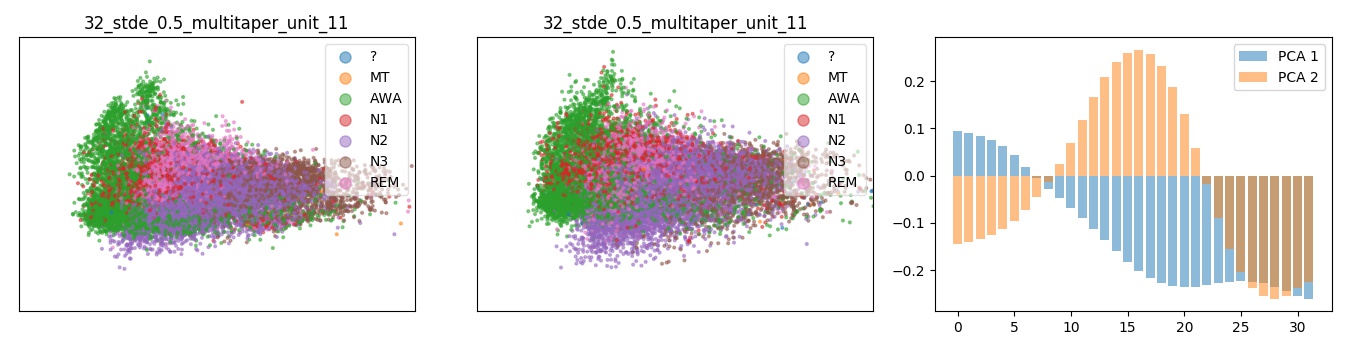 32_stde_0.5_multitaper_unit_11
?
MT
AWA
N1
N2
N3
REM
32_stde_0.5_multitaper_unit_11
?
MT
AWA
N1
N2
N3
REM
PCA 1
PCA 2
0.2
0.1
0.0
−0.1
−0.2
0 5 10 15 20 25 30